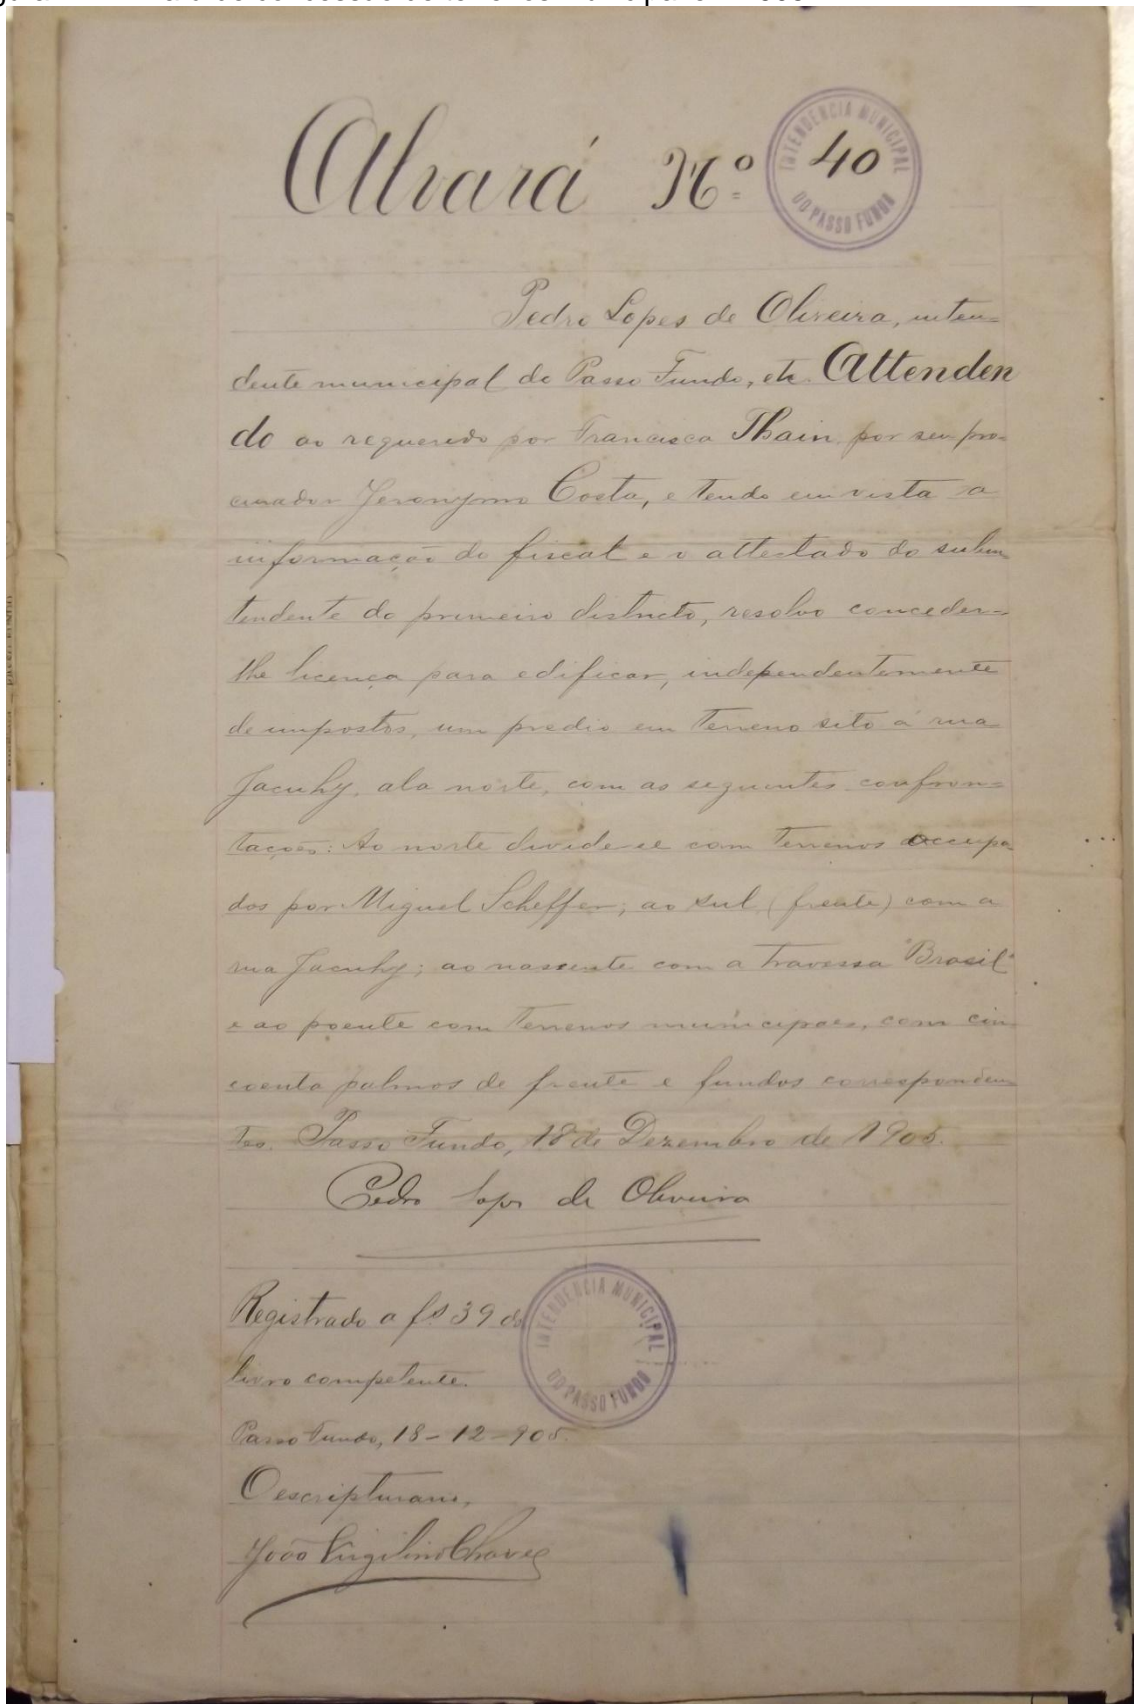 Alvará Nº 40
INTENDENCIA MUNICIPAL
DO PASSO FUNDO
Pedro Lopes de Oliveira, inten=
dente municipal do Passo Fundo, etc. Attenden
do ao requerido por Francisca Thain, por seu pro=
curador Jeronymo Costa, e tendo em vista a
informação do fiscal e o attestado do subin
tendente do primeiro districto, resolvo conceder=
lhe licença para edificar, independentemente
de impostos, um predio em terreno sito á rua
Jacuhy, ala norte, com as seguintes confron=
tações: Ao norte divide-se com terrenos occupa
dos por Miguel Scheffer; ao sul (frente) com a
rua Jacuhy; ao nascente com a travessa "Brasil"
e ao poente com terrenos municipaes, com cin
coenta palmos de frente e fundos corresponden
tes. Passo Fundo, 18 de Dezembro de 1905.
Pedro Lopes de Oliveira
Registrado a fs 39 do
livro competente.
Passo Fundo, 18-12-905.
O escripturario,
João Virgilino Chaves
INTENDENCIA MUNICIPAL
DO PASSO FUNDO